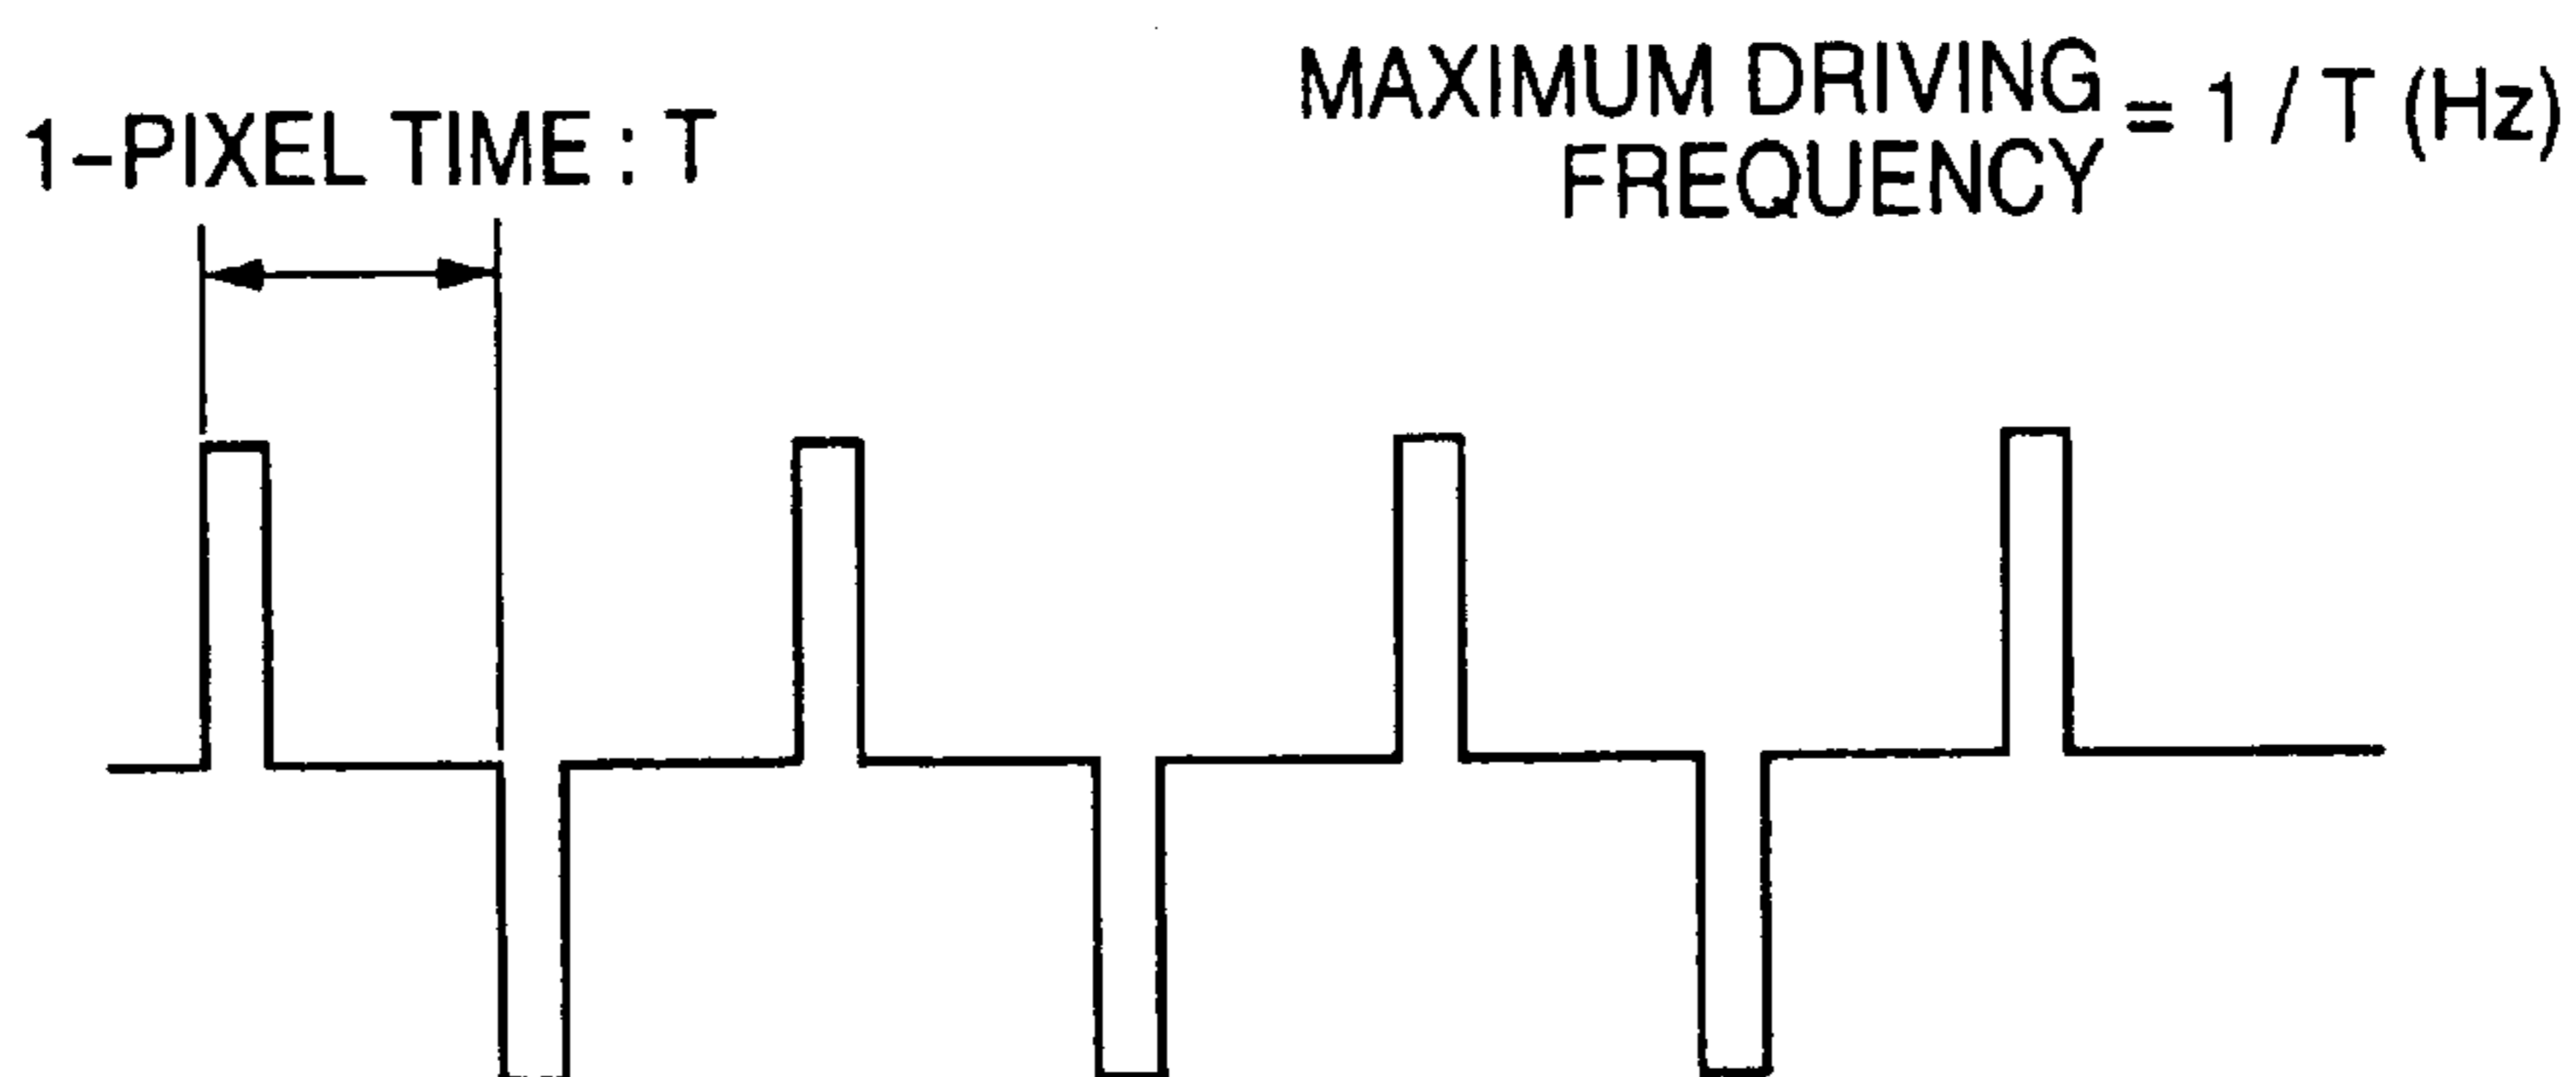 1-PIXEL TIME : T
MAXIMUM DRIVING
FREQUENCY = 1 / T (Hz)